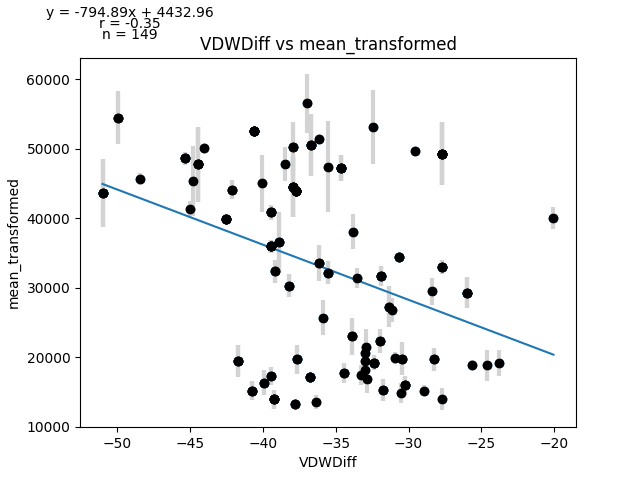 y = -794.89x + 4432.96
r = -0.35
n = 149
VDWDiff vs mean_transformed
60000
50000
40000
30000
20000
10000
mean_transformed
−50 −45 −40 −35 −30 −25 −20
VDWDiff